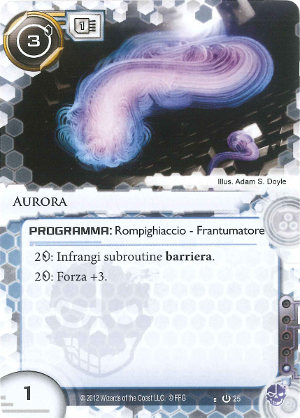 3
1
Illus. Adam S. Doyle
AURORA
PROGRAMMA: Rompighiaccio - Frantumatore
2: Infrangi subroutine barriera.
2: Forza +3.
1
© 2012 Wizards of the Coast LLC. © FFG
25